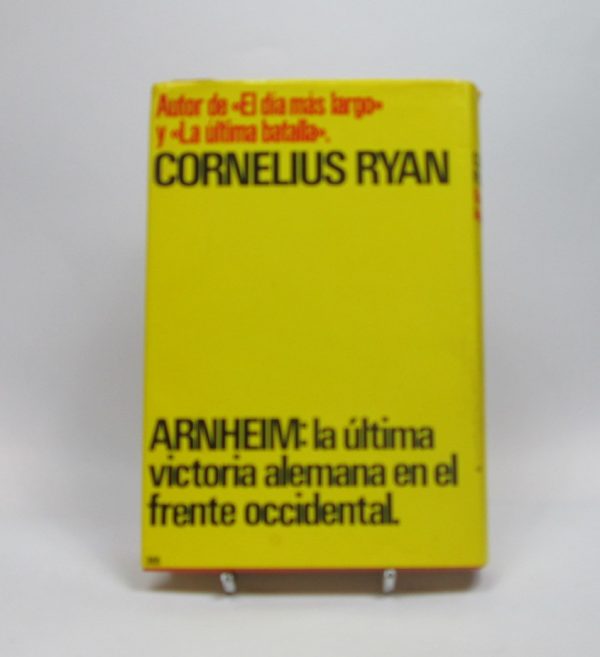 Autor de «El día más largo»
y «La última batalla».
CORNELIUS RYAN
ARNHEIM: la última
victoria alemana en el
frente occidental.